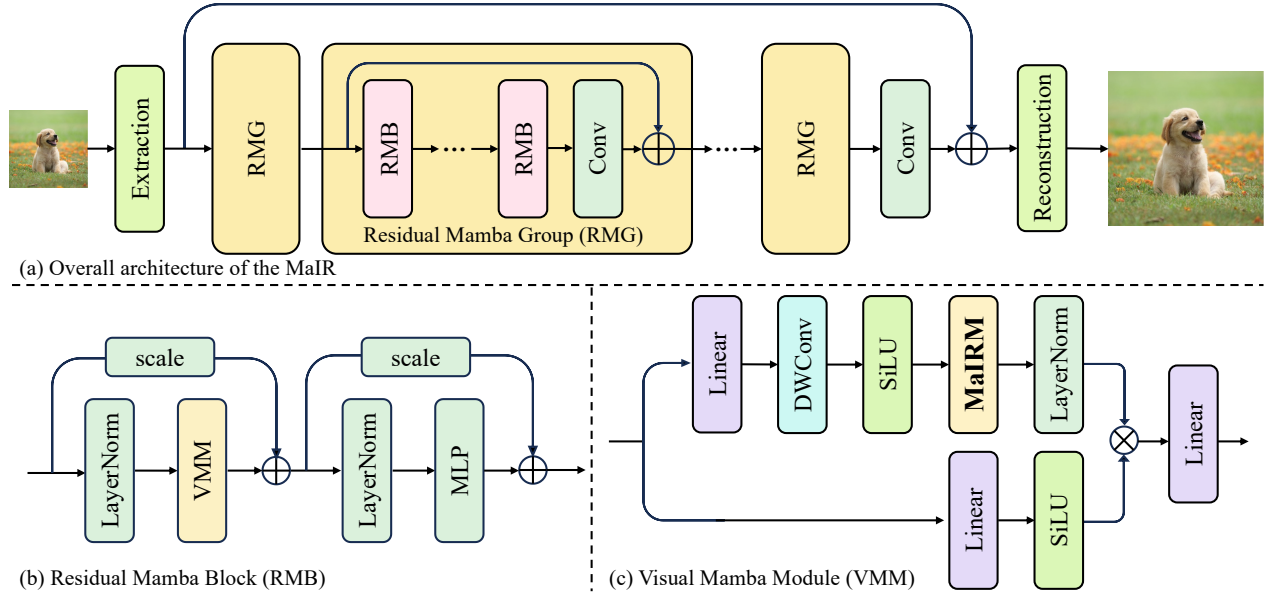 Extraction
RMG
RMB
...
RMB
Conv
Residual Mamba Group (RMG)
....
RMG
Conv
Reconstruction
(a) Overall architecture of the MaIR
scale
LayerNorm
VMM
scale
LayerNorm
MLP
(b) Residual Mamba Block (RMB)
Linear
DWConv
SiLU
MaIRM
LayerNorm
Linear
SiLU
Linear
(c) Visual Mamba Module (VMM)